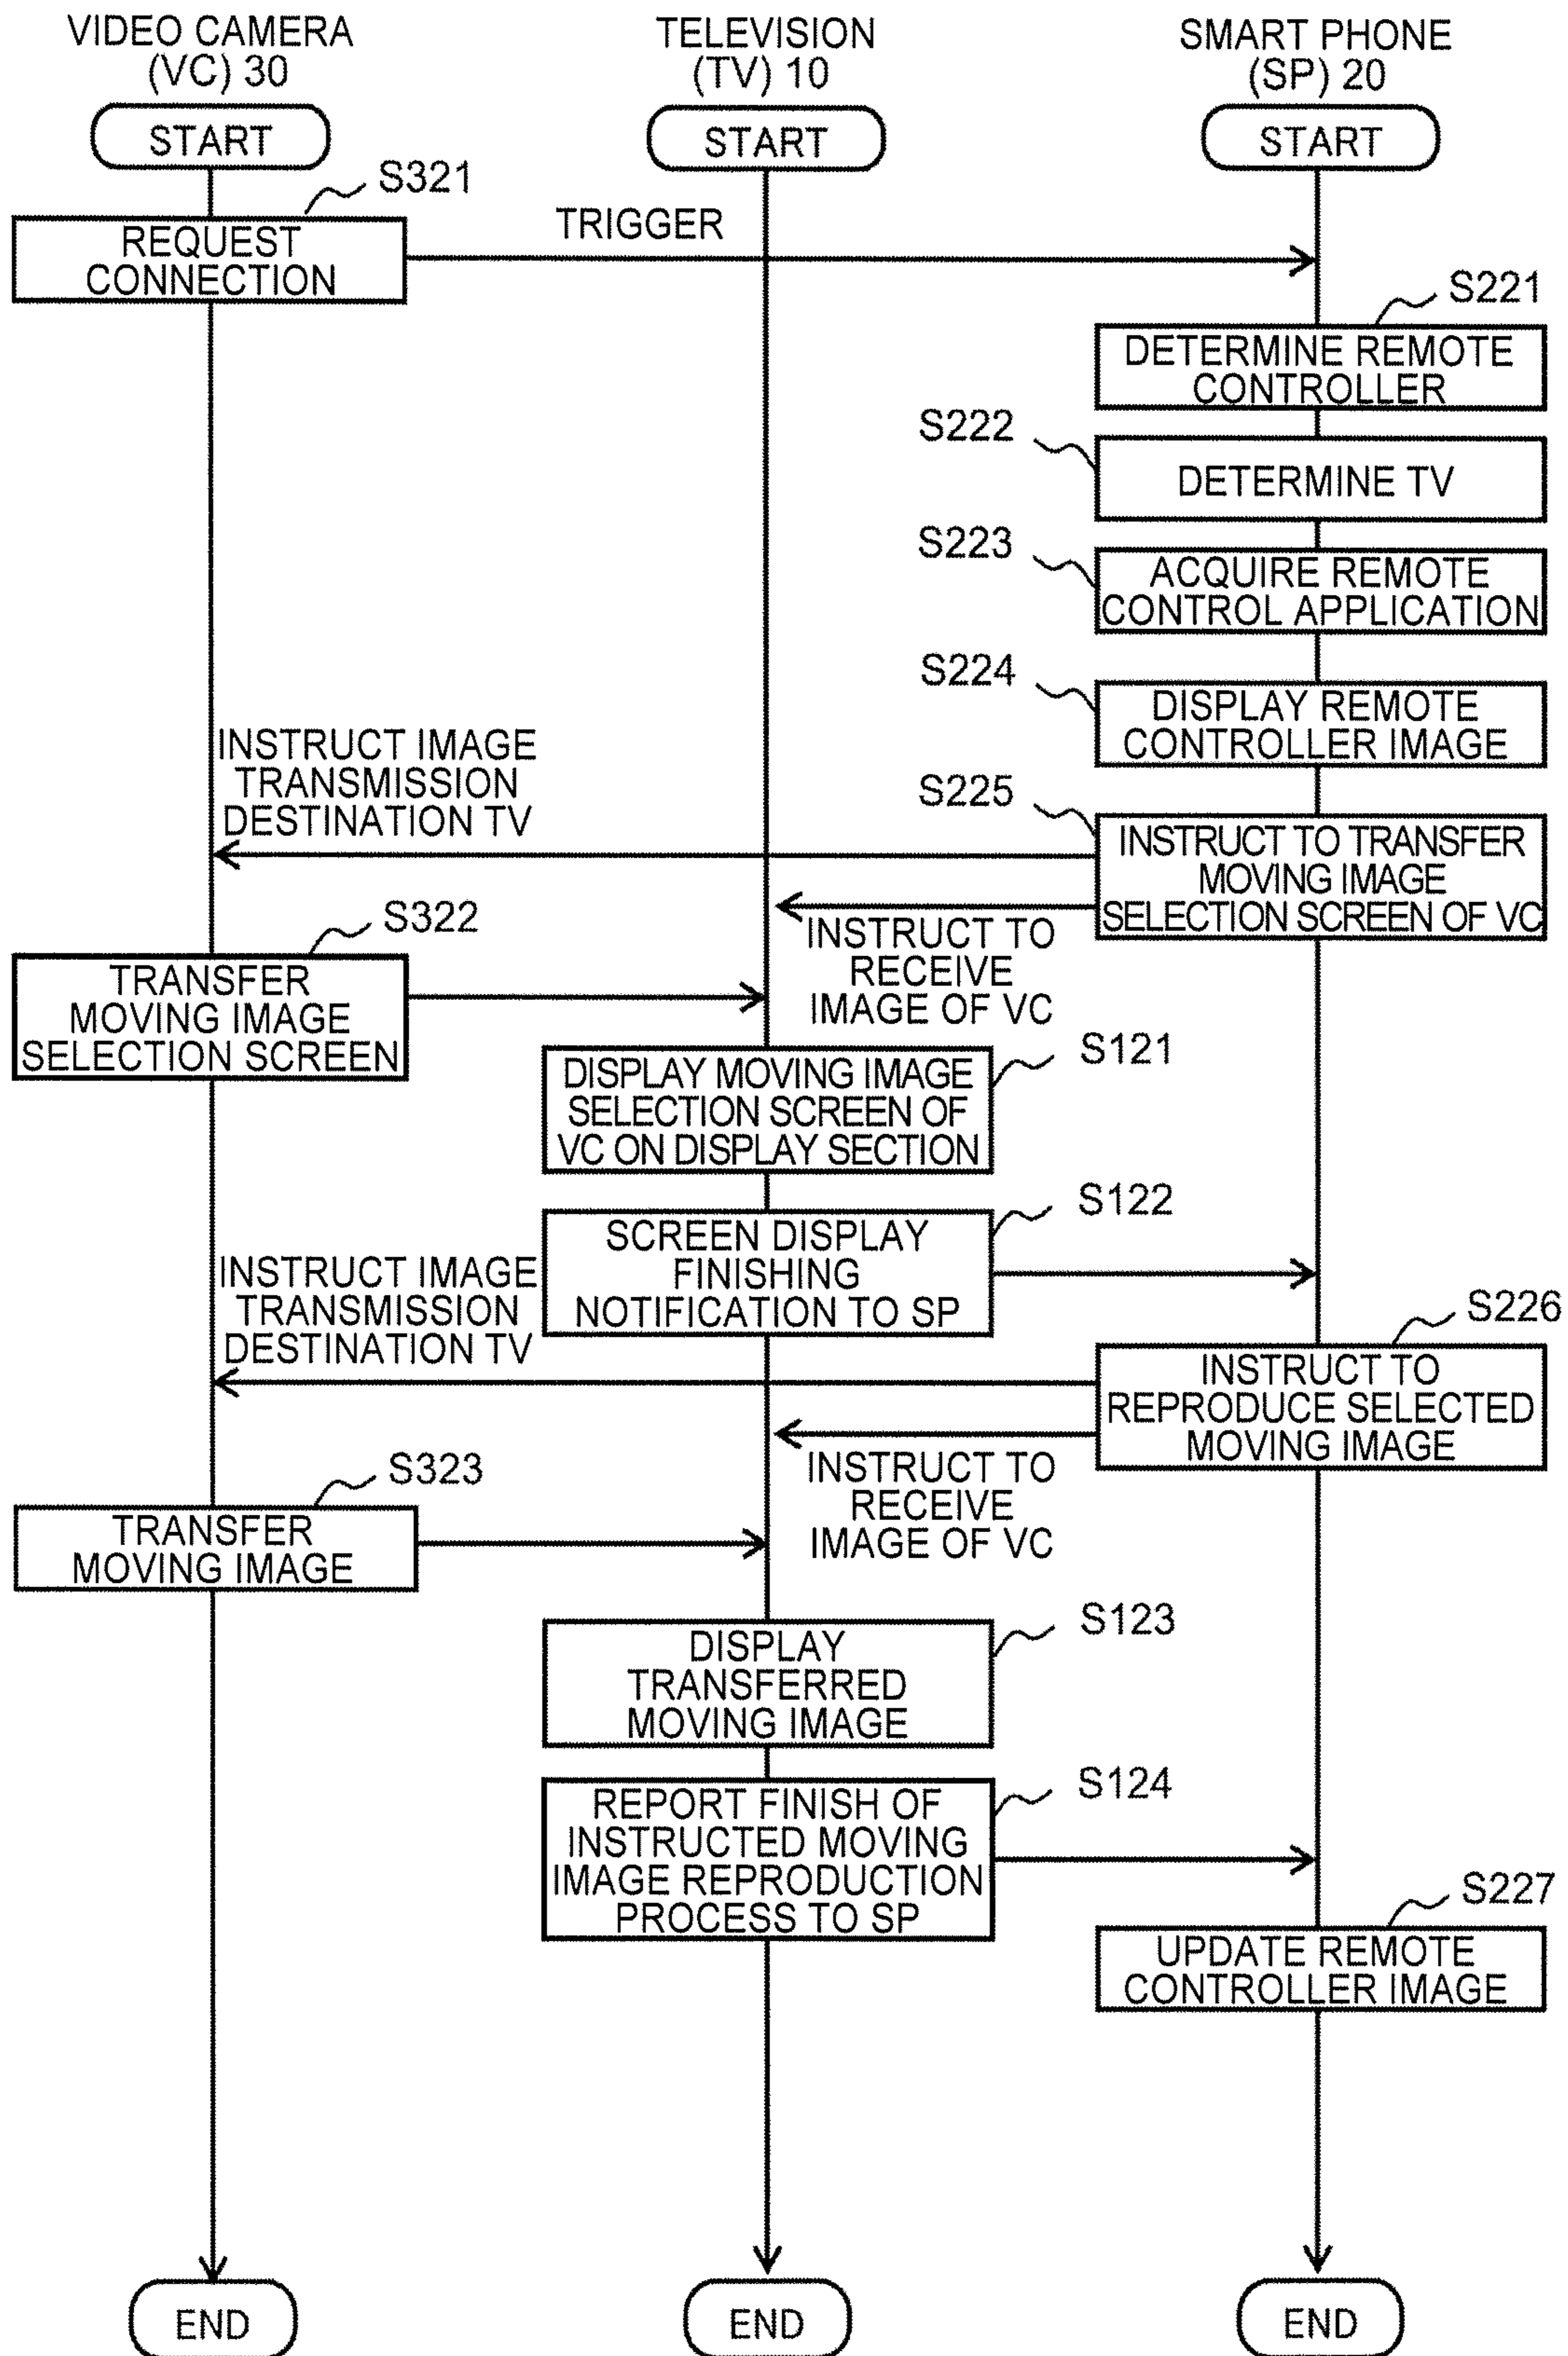 VIDEO CAMERA
(VC) 30
TELEVISION
(TV) 10
SMART PHONE
(SP) 20
START
START
START
S321
REQUEST
CONNECTION
TRIGGER
S221
DETERMINE REMOTE
CONTROLLER
S222
DETERMINE TV
S223
ACQUIRE REMOTE
CONTROL APPLICATION
S224
DISPLAY REMOTE
CONTROLLER IMAGE
INSTRUCT IMAGE
TRANSMISSION
DESTINATION TV
S225
INSTRUCT TO TRANSFER
MOVING IMAGE
SELECTION SCREEN OF VC
INSTRUCT TO
RECEIVE
IMAGE OF VC
S322
TRANSFER
MOVING IMAGE
SELECTION SCREEN
S121
DISPLAY MOVING IMAGE
SELECTION SCREEN OF
VC ON DISPLAY SECTION
S122
SCREEN DISPLAY
FINISHING
NOTIFICATION TO SP
INSTRUCT IMAGE
TRANSMISSION
DESTINATION TV
S226
INSTRUCT TO
REPRODUCE SELECTED
MOVING IMAGE
INSTRUCT TO
RECEIVE
IMAGE OF VC
S323
TRANSFER
MOVING IMAGE
S123
DISPLAY
TRANSFERRED
MOVING IMAGE
S124
REPORT FINISH OF
INSTRUCTED MOVING
IMAGE REPRODUCTION
PROCESS TO SP
S227
UPDATE REMOTE
CONTROLLER IMAGE
END
END
END